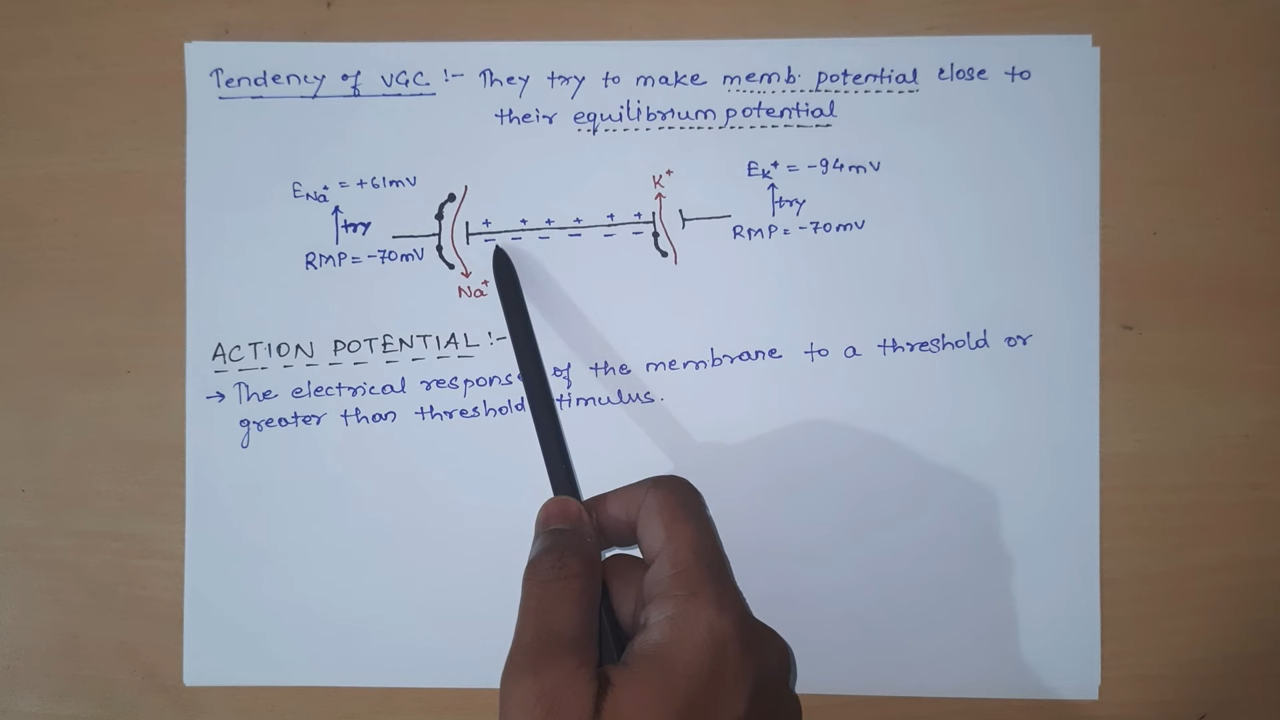 Tendency of VGC :- They try to make memb. potential close to
their equilibrium potential
E Na⁺ = +61mV
try
RMP = -70mV
Na⁺
+ + + + + +
- - - - - -
K⁺
E K⁺ = -94mV
try
RMP = -70mV
ACTION POTENTIAL :-
→ The electrical respons of the membrane to a threshold or
greater than threshold timulus.